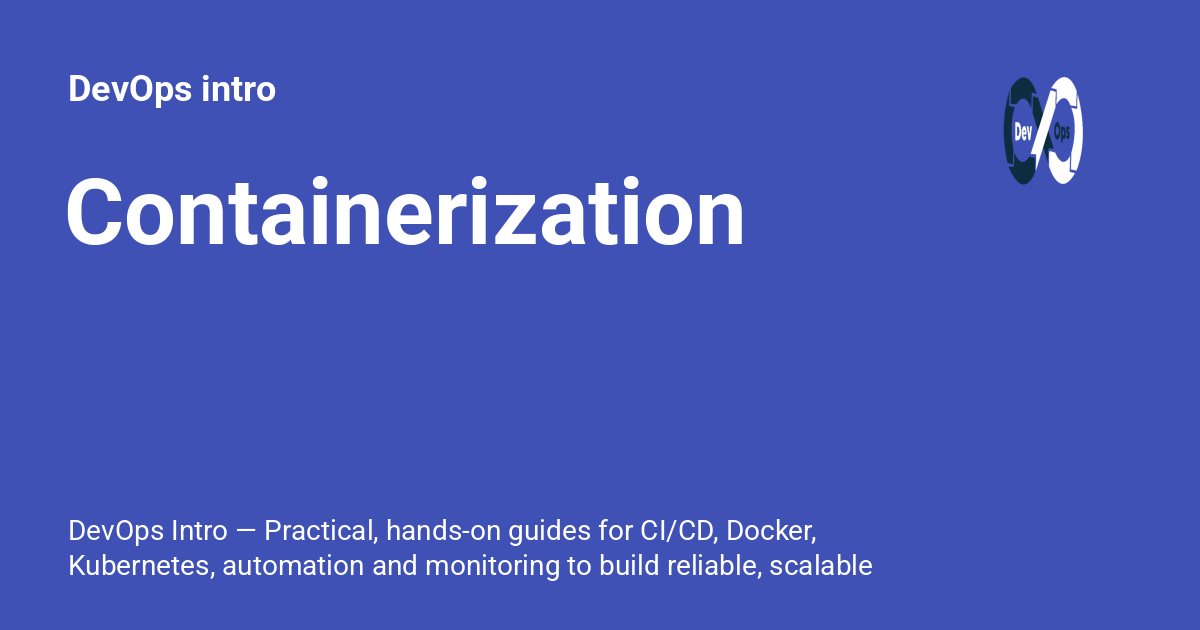 DevOps intro
Dev Ops
Containerization
DevOps Intro — Practical, hands-on guides for CI/CD, Docker,
Kubernetes, automation and monitoring to build reliable, scalable